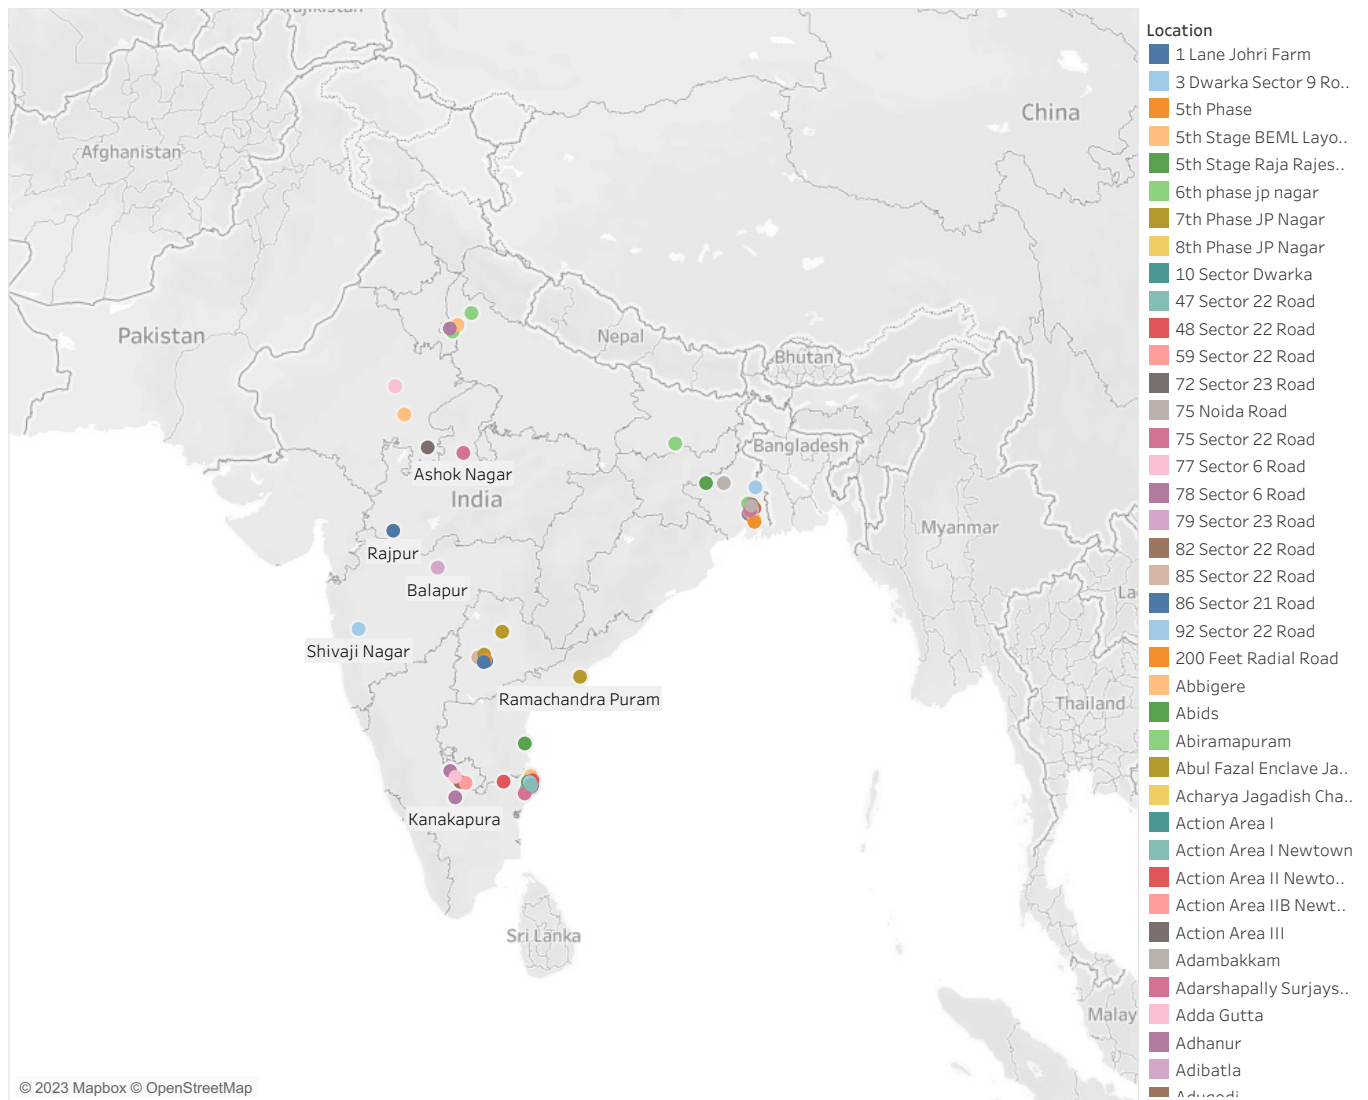 Tajikistan
China
Afghanistan
Pakistan
Nepal
Bhutan
Bangladesh
Ashok Nagar
India
Myanmar
Rajpur
Balapur
La
Shivaji Nagar
Ramachandra Puram
Thailand
Kanakapura
Sri Lanka
Malay
© 2023 Mapbox © OpenStreetMap
Location
1 Lane Johri Farm
3 Dwarka Sector 9 Ro..
5th Phase
5th Stage BEML Layo..
5th Stage Raja Rajes..
6th phase jp nagar
7th Phase JP Nagar
8th Phase JP Nagar
10 Sector Dwarka
47 Sector 22 Road
48 Sector 22 Road
59 Sector 22 Road
72 Sector 23 Road
75 Noida Road
75 Sector 22 Road
77 Sector 6 Road
78 Sector 6 Road
79 Sector 23 Road
82 Sector 22 Road
85 Sector 22 Road
86 Sector 21 Road
92 Sector 22 Road
200 Feet Radial Road
Abbigere
Abids
Abiramapuram
Abul Fazal Enclave Ja..
Acharya Jagadish Cha..
Action Area I
Action Area I Newtown
Action Area II Newto..
Action Area IIB Newt..
Action Area III
Adambakkam
Adarshapally Surjays..
Adda Gutta
Adhanur
Adibatla
Adugodi